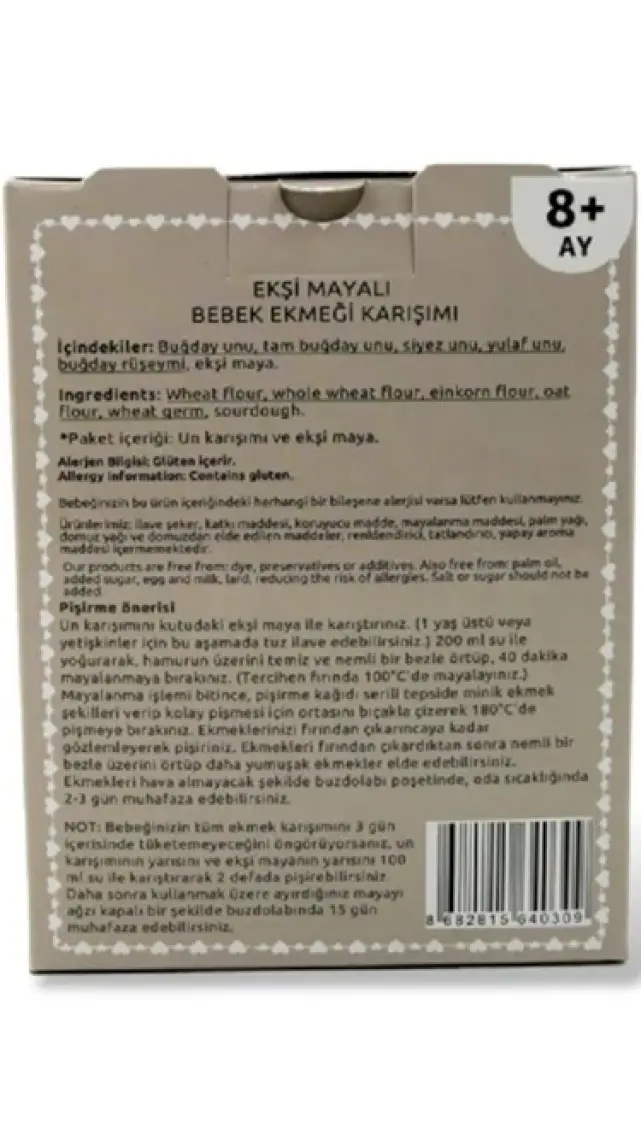 8+
AY
EKŞİ MAYALI
BEBEK EKMEĞİ KARIŞIMI
İçindekiler: Buğday unu, tam buğday unu, siyez unu, yulaf unu,
buğday rüşeymi, ekşi maya.
Ingredients: Wheat flour, whole wheat flour, einkorn flour, oat
flour, wheat germ, sourdough.
*Paket içeriği: Un karışımı ve ekşi maya.
Alerjen Bilgisi: Glüten içerir.
Allergy information: Contains gluten.
Bebeğinizin bu ürün içeriğindeki herhangi bir bileşene alerjisi varsa lütfen kullanmayınız.
Ürünlerimiz; ilave şeker, katkı maddesi, koruyucu madde, mayalanma maddesi, palm yağı,
domuz yağı ve domuzdan elde edilen maddeler, renklendirici, tatlandırıcı, yapay aroma
maddesi içermemektedir.
Our products are free from: dye, preservatives or additives. Also free from: palm oil,
added sugar, egg and milk, lard, reducing the risk of allergies. Salt or sugar should not be
added.
Pişirme önerisi
Un karışımını kutudaki ekşi maya ile karıştırınız. (1 yaş üstü veya
yetişkinler için bu aşamada tuz ilave edebilirsiniz.) 200 ml su ile
yoğurarak, hamurun üzerini temiz ve nemli bir bezle örtüp, 40 dakika
mayalanmaya bırakınız. (Tercihen fırında 100°C'de mayalayınız.)
Mayalanma işlemi bitince, pişirme kağıdı serili tepside minik ekmek
şekilleri verip kolay pişmesi için ortasını bıçakla çizerek 180°C'de
pişmeye bırakınız. Ekmeklerinizi fırından çıkarıncaya kadar
gözlemleyerek pişiriniz. Ekmekleri fırından çıkardıktan sonra nemli bir
bezle üzerini örtüp daha yumuşak ekmekler elde edebilirsiniz.
Ekmekleri hava almayacak şekilde buzdolabı poşetinde, oda sıcaklığında
2-3 gün muhafaza edebilirsiniz.
NOT: Bebeğinizin tüm ekmek karışımını 3 gün
içerisinde tüketemeyeceğini öngörüyorsanız, un
karışımının yarısını ve ekşi mayanın yarısını 100
ml su ile karıştırarak 2 defada pişirebilirsiniz.
Daha sonra kullanmak üzere ayırdığınız mayayı
ağzı kapalı bir şekilde buzdolabında 15 gün
muhafaza edebilirsiniz.
8 682815 640309